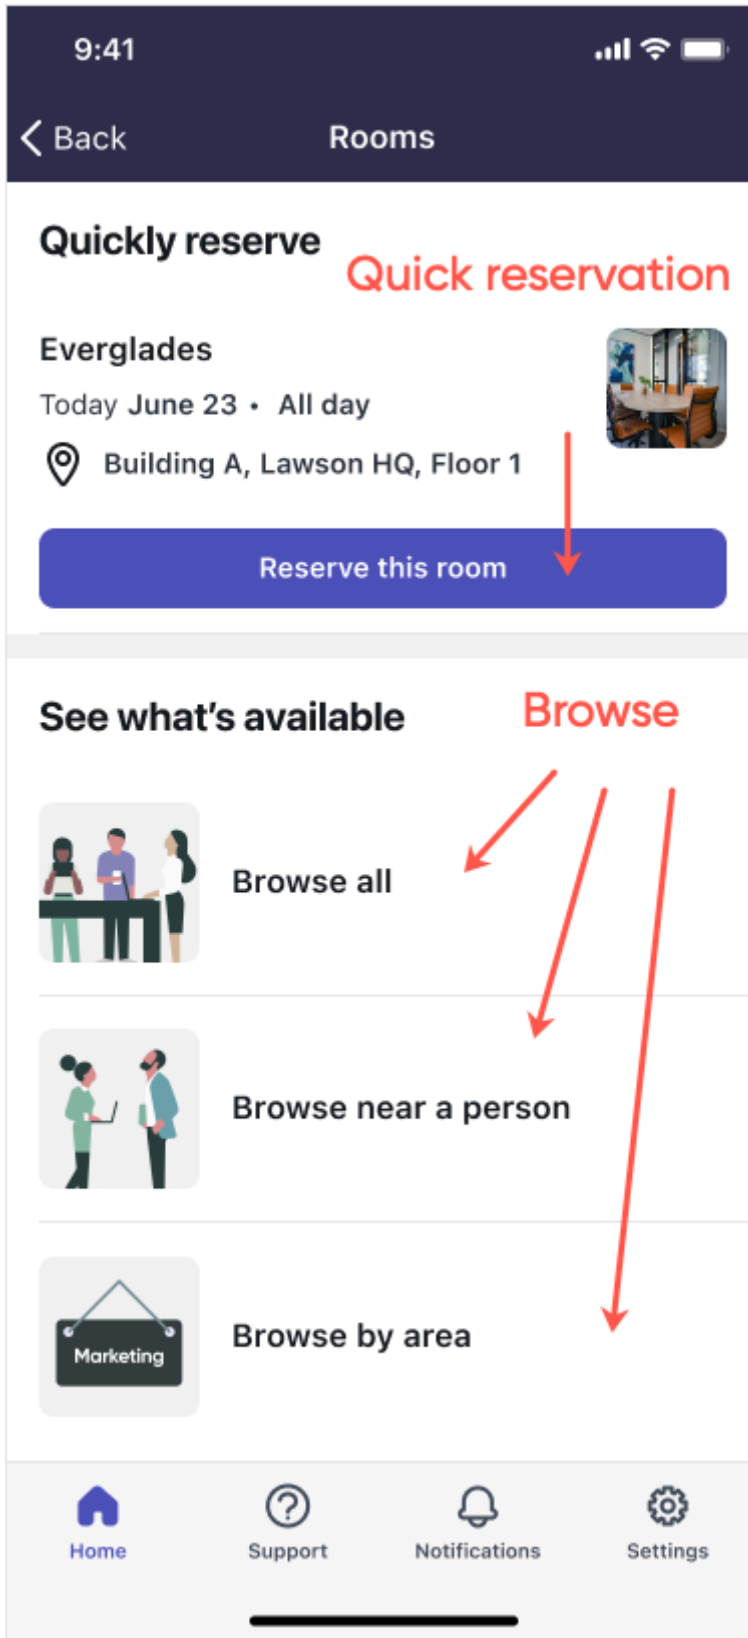 9:41
Back
Rooms
Quickly reserve
Quick reservation
Everglades
Today June 23 • All day
Building A, Lawson HQ, Floor 1
Reserve this room
See what’s available
Browse
Browse all
Browse near a person
Marketing
Browse by area
Home
Support
Notifications
Settings